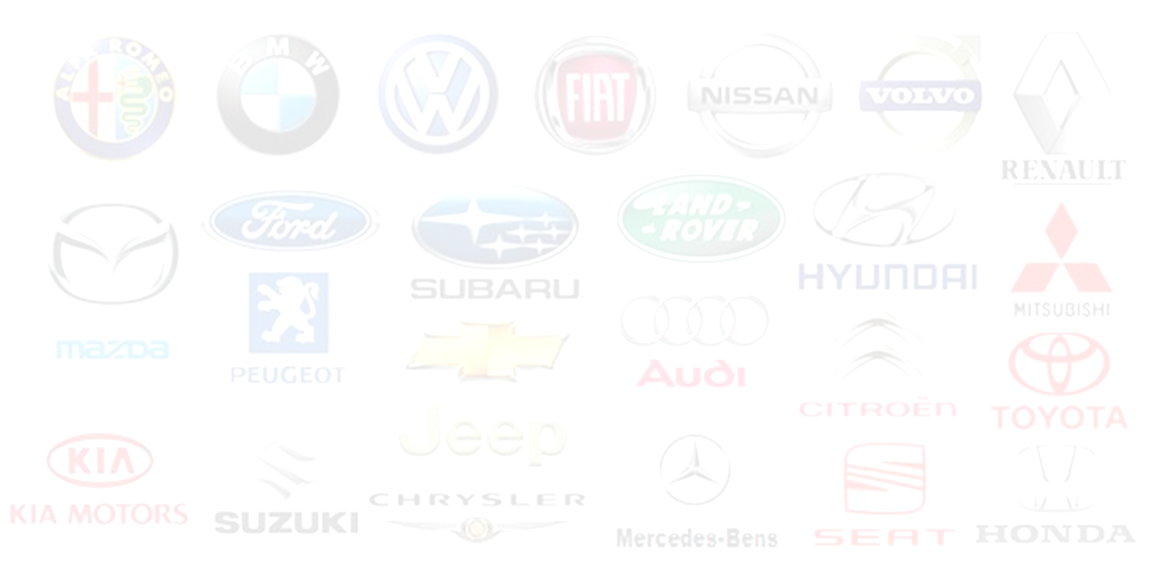 ALFA ROMEO
BMW
FIAT
NISSAN
VOLVO
RENAULT
Ford
SUBARU
LAND-
-ROVER
HYUNDAI
MITSUBISHI
mazda
PEUGEOT
Audi
CITROËN
TOYOTA
Jeep
KIA
KIA MOTORS
SUZUKI
CHRYSLER
Mercedes-Bens
SEAT
HONDA